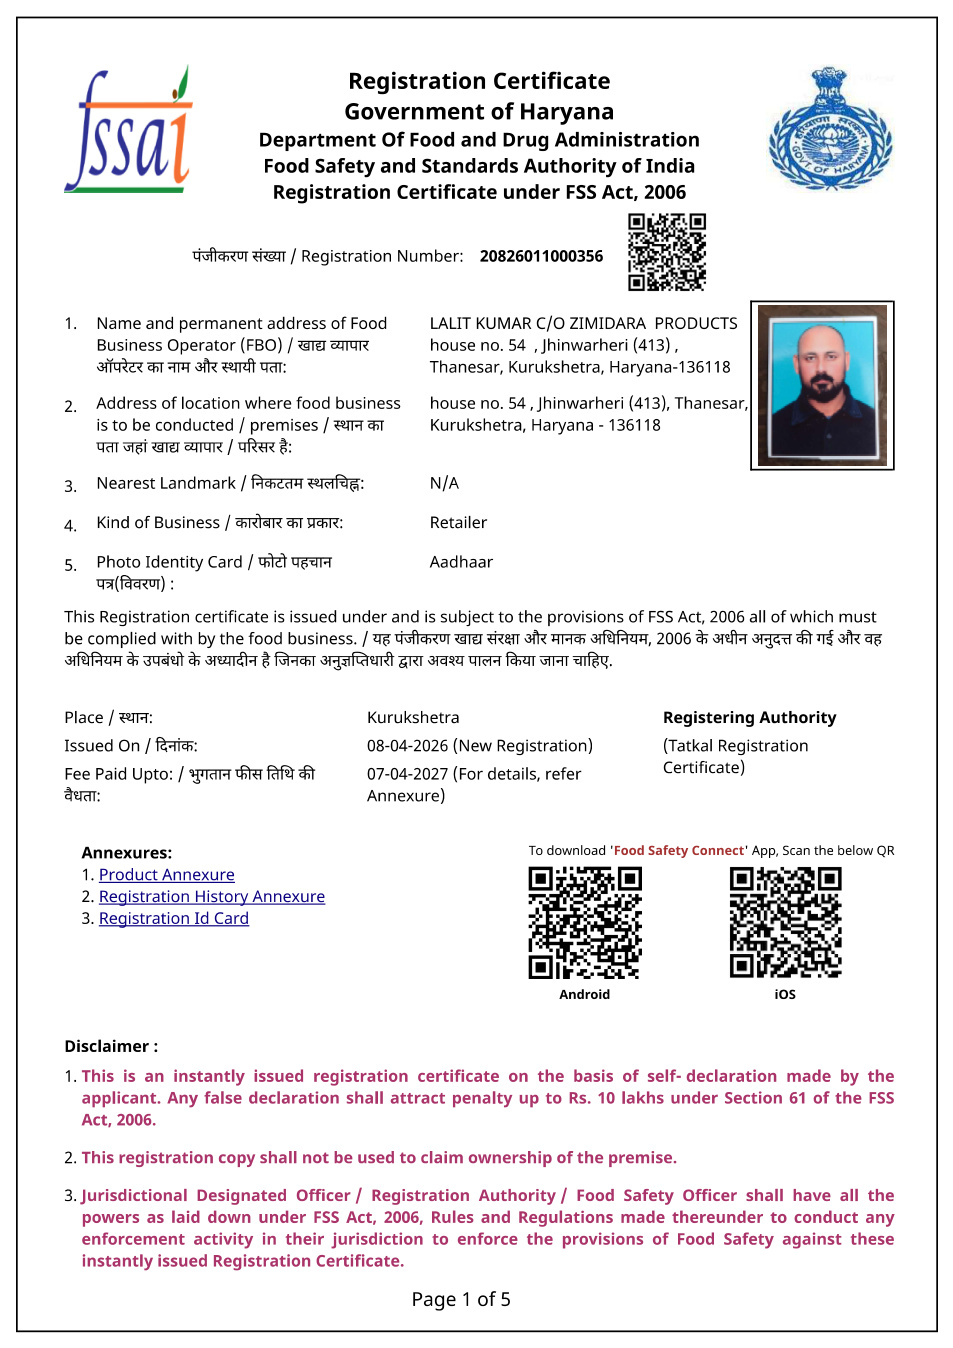 fssai
Registration Certificate
Government of Haryana
Department Of Food and Drug Administration
Food Safety and Standards Authority of India
Registration Certificate under FSS Act, 2006
हरियाणा सरकार
GOVT. OF HARYANA
पंजीकरण संख्या / Registration Number: 20826011000356
1. Name and permanent address of Food Business Operator (FBO) / खाद्य व्यापार ऑपरेटर का नाम और स्थायी पता:
LALIT KUMAR C/O ZIMIDARA PRODUCTS
house no. 54 , Jhinwarheri (413) ,
Thanesar, Kurukshetra, Haryana-136118
2. Address of location where food business is to be conducted / premises / स्थान का पता जहां खाद्य व्यापार / परिसर है:
house no. 54 , Jhinwarheri (413), Thanesar,
Kurukshetra, Haryana - 136118
3. Nearest Landmark / निकटतम स्थलचिह्न:
N/A
4. Kind of Business / कारोबार का प्रकार:
Retailer
5. Photo Identity Card / फोटो पहचान पत्र(विवरण) :
Aadhaar
This Registration certificate is issued under and is subject to the provisions of FSS Act, 2006 all of which must
be complied with by the food business. / यह पंजीकरण खाद्य संरक्षा और मानक अधिनियम, 2006 के अधीन अनुदत्त की गई और वह
अधिनियम के उपबंधो के अध्यादीन है जिनका अनुज्ञप्तिधारी द्वारा अवश्य पालन किया जाना चाहिए.
Place / स्थान:
Kurukshetra
Registering Authority
Issued On / दिनांक:
08-04-2026 (New Registration)
(Tatkal Registration
Certificate)
Fee Paid Upto: / भुगतान फीस तिथि की
वैधता:
07-04-2027 (For details, refer
Annexure)
Annexures:
1. Product Annexure
2. Registration History Annexure
3. Registration Id Card
To download 'Food Safety Connect' App, Scan the below QR
Android
iOS
Disclaimer :
1. This is an instantly issued registration certificate on the basis of self- declaration made by the
applicant. Any false declaration shall attract penalty up to Rs. 10 lakhs under Section 61 of the FSS
Act, 2006.
2. This registration copy shall not be used to claim ownership of the premise.
3. Jurisdictional Designated Officer / Registration Authority / Food Safety Officer shall have all the
powers as laid down under FSS Act, 2006, Rules and Regulations made thereunder to conduct any
enforcement activity in their jurisdiction to enforce the provisions of Food Safety against these
instantly issued Registration Certificate.
Page 1 of 5